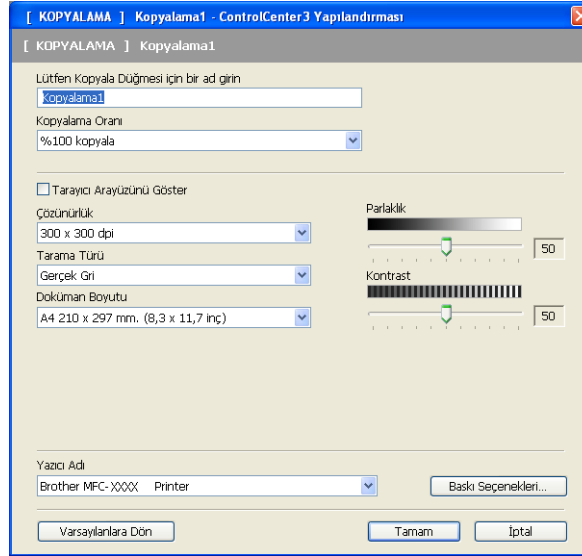 [ KOPYALAMA ] Kopyalama1 - ControlCenter3 Yapılandırması
[ KOPYALAMA ] Kopyalama1
Lütfen Kopyala Düğmesi için bir ad girin
Kopyalama1
Kopyalama Oranı
%100 kopyala
Tarayıcı Arayüzünü Göster
Çözünürlük
300 x 300 dpi
Tarama Türü
Gerçek Gri
Doküman Boyutu
A4 210 x 297 mm. (8,3 x 11,7 inç)
Parlaklık
50
Kontrast
50
Yazıcı Adı
Brother MFC-XXXX Printer
Baskı Seçenekleri...
Varsayılanlara Dön
Tamam
İptal